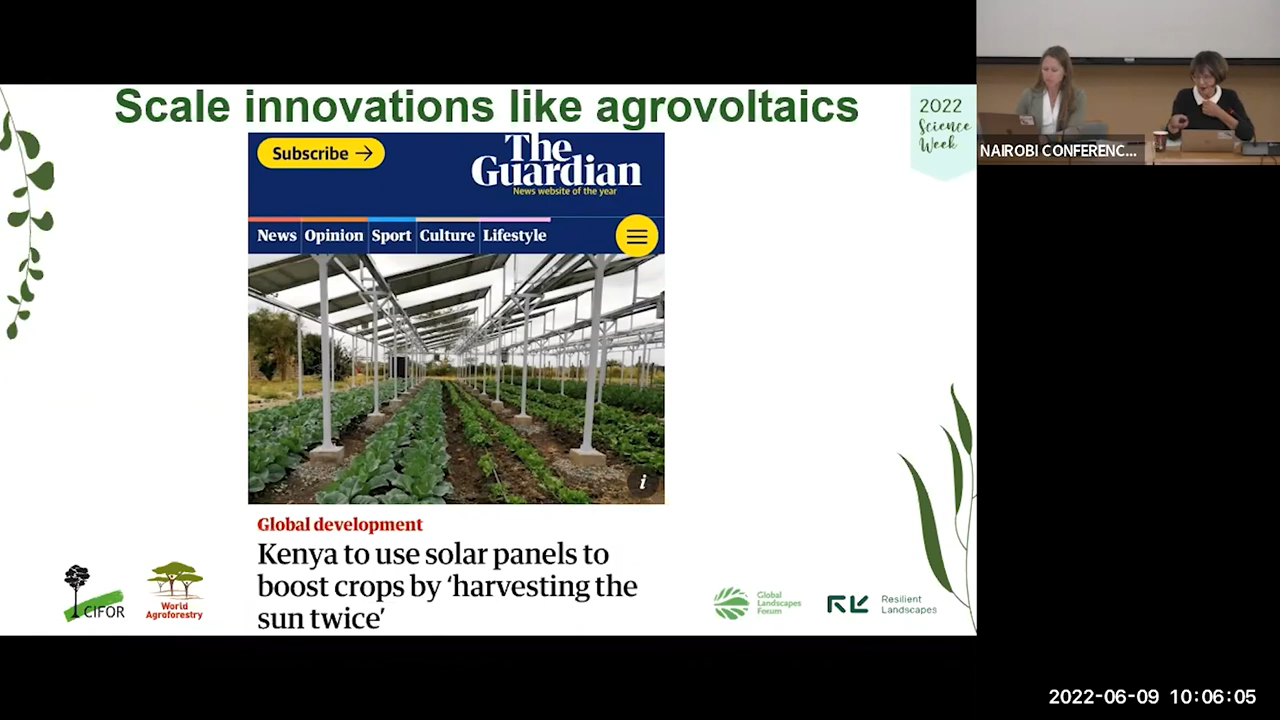 Scale innovations like agrovoltaics
2022
Science
Week
NAIROBI CONFERENC...
Subscribe →
The
Guardian
News website of the year
News Opinion Sport Culture Lifestyle
i
Global development
Kenya to use solar panels to
boost crops by ‘harvesting the
sun twice’
CIFOR
World
Agroforestry
Global
Landscapes
Forum
Resilient
Landscapes
2022-06-09 10:06:05